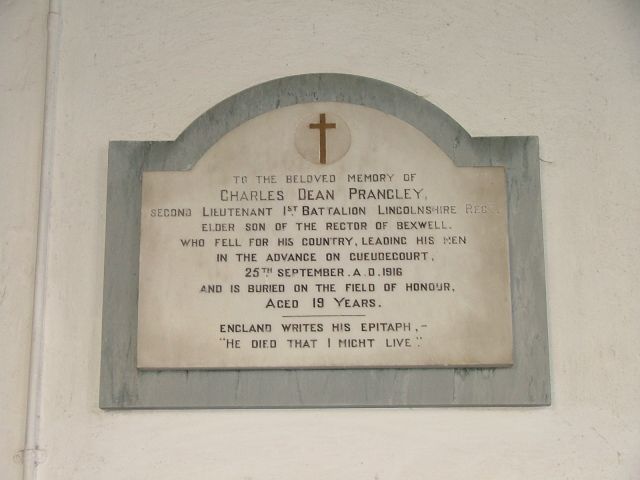 TO THE BELOVED MEMORY OF
CHARLES DEAN PRANGLEY,
SECOND LIEUTENANT 1ST BATTALION LINCOLNSHIRE REGT.
ELDER SON OF THE RECTOR OF BEXWELL.
WHO FELL FOR HIS COUNTRY, LEADING HIS MEN
IN THE ADVANCE ON GUEUDECOURT,
25TH SEPTEMBER. A.D. 1916
AND IS BURIED ON THE FIELD OF HONOUR,
AGED 19 YEARS.
ENGLAND WRITES HIS EPITAPH,-
"HE DIED THAT I MIGHT LIVE".